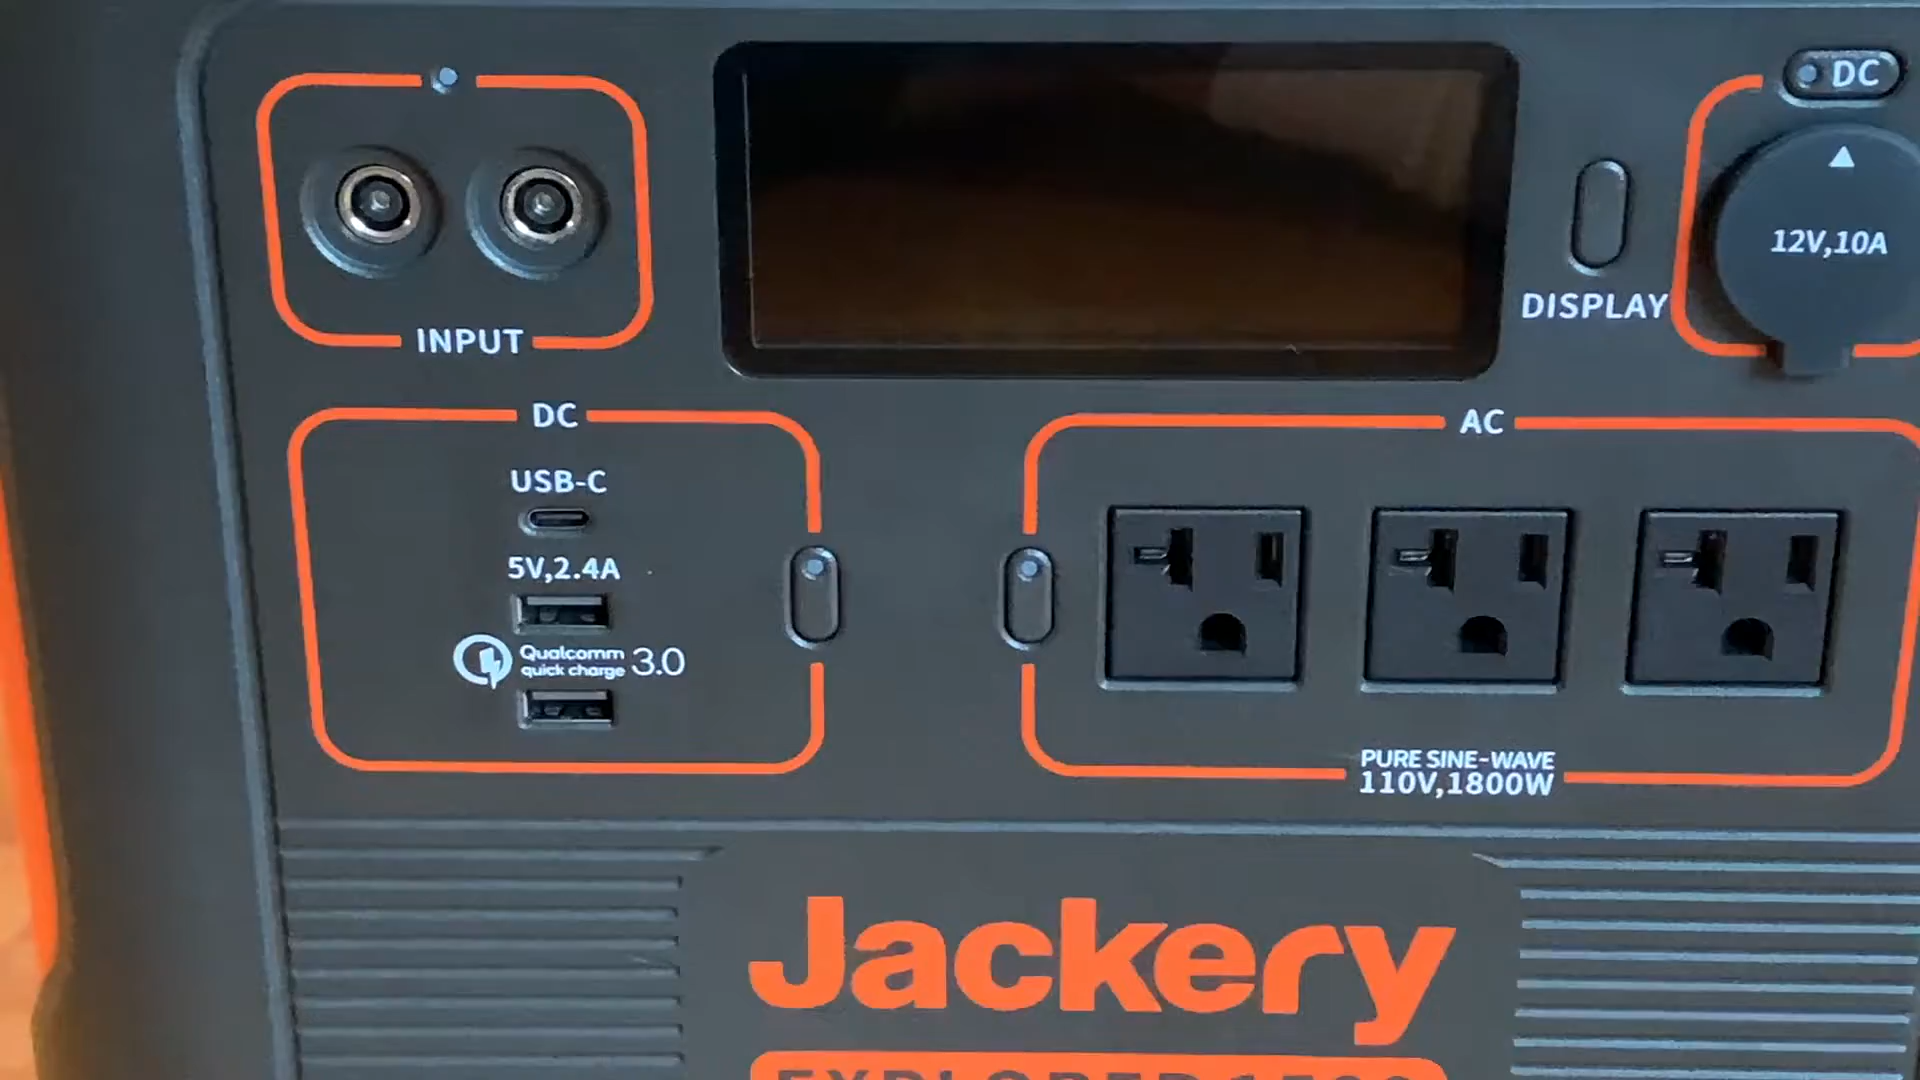 DC
12V,10A
DISPLAY
INPUT
DC
USB-C
5V,2.4A
Qualcomm
quick charge 3.0
AC
PURE SINE-WAVE
110V,1800W
Jackery